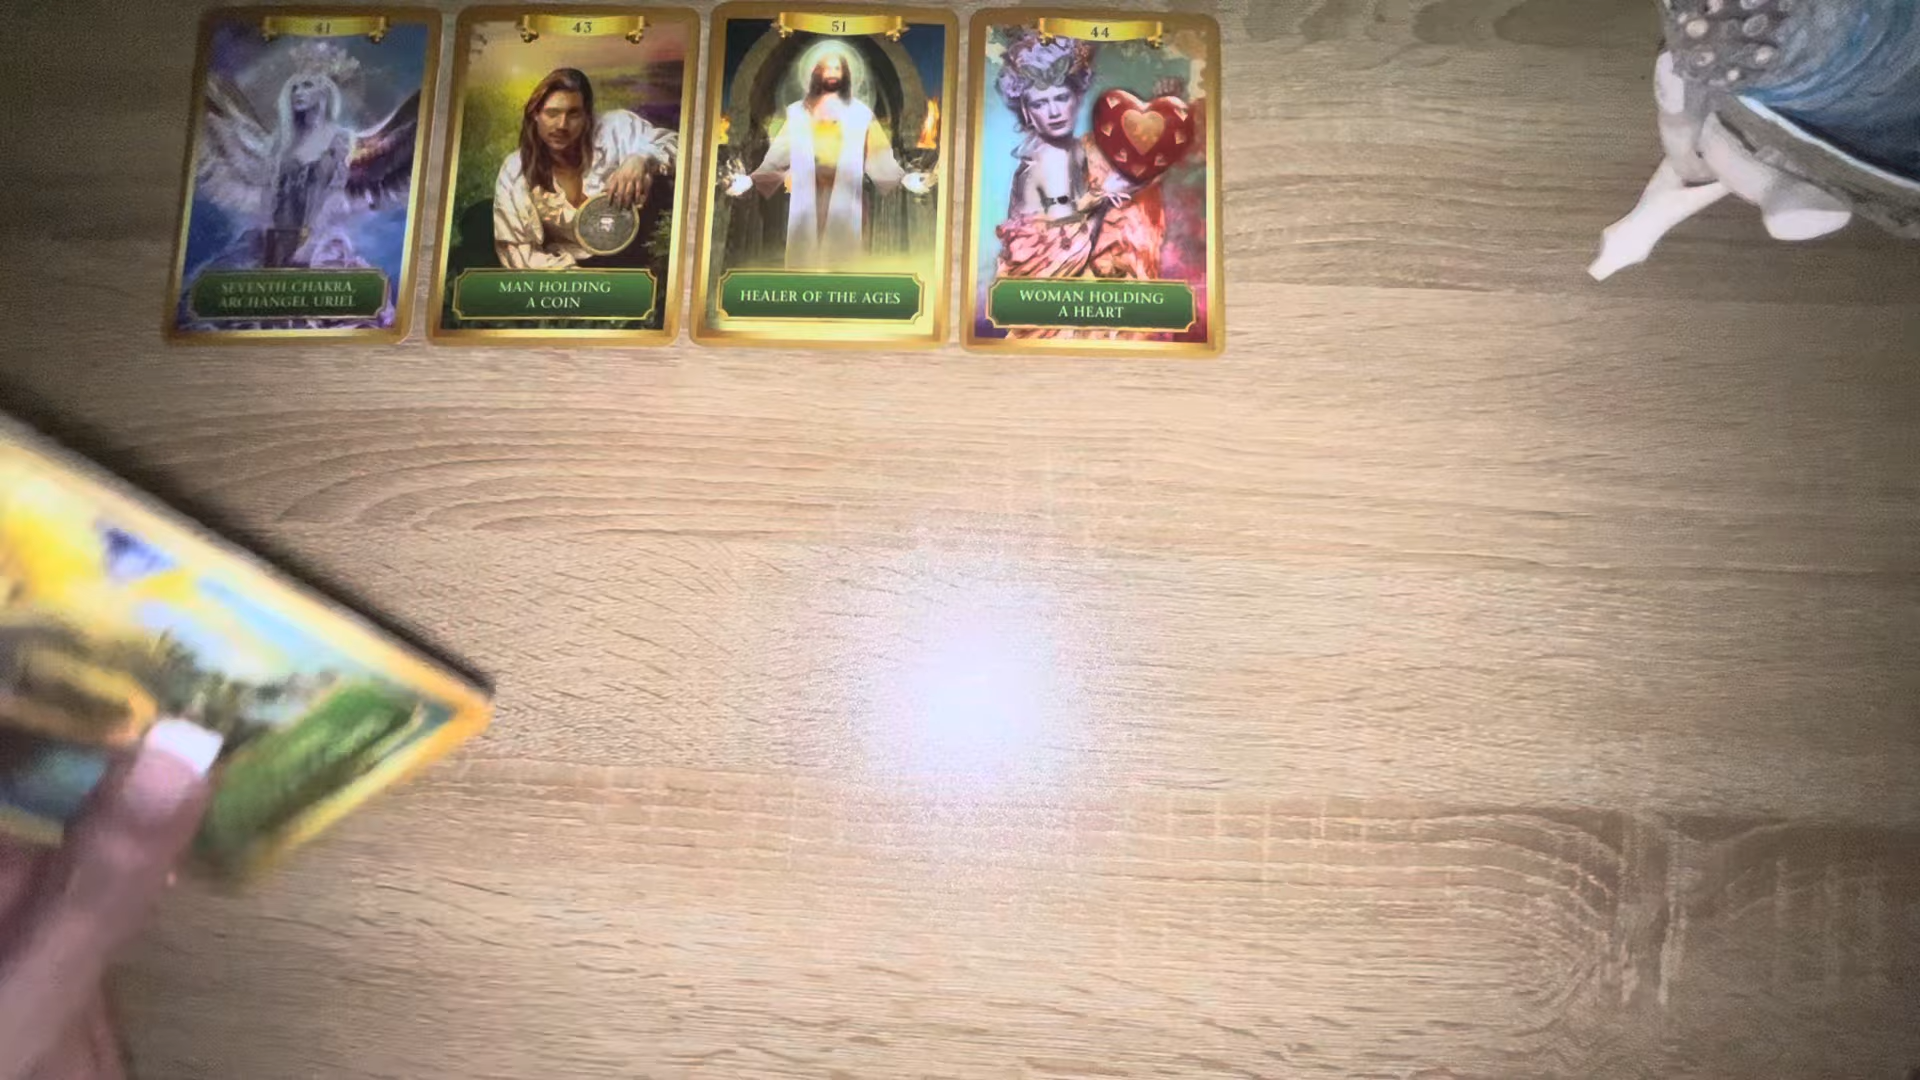 41
SEVENTH CHAKRA,
ARCHANGEL URIEL
43
MAN HOLDING
A COIN
51
HEALER OF THE AGES
44
WOMAN HOLDING
A HEART